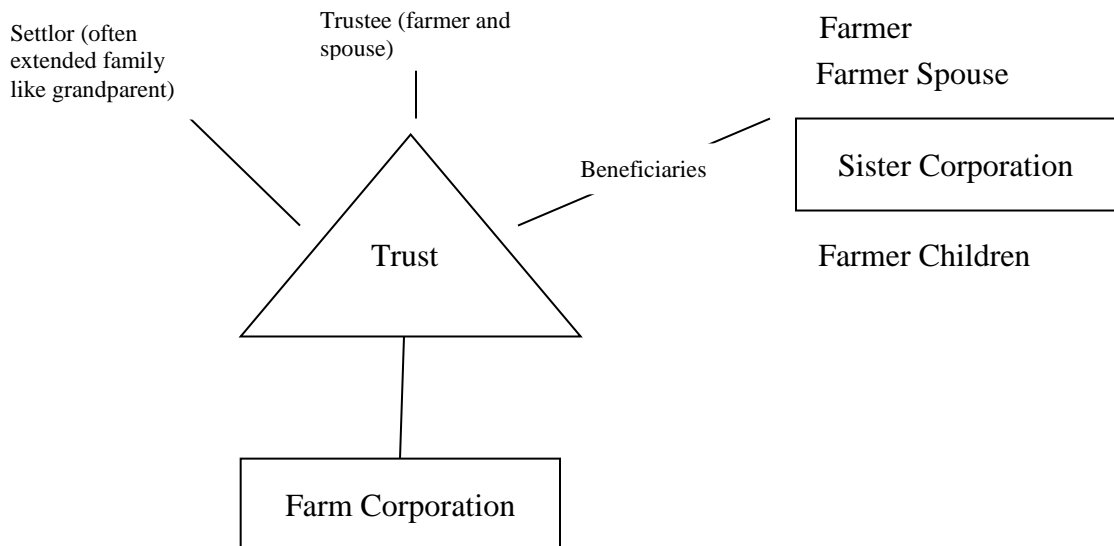 Settlor (often
extended family
like grandparent)
Trustee (farmer and
spouse)
Farmer
Farmer Spouse
Beneficiaries
Sister Corporation
Farmer Children
Trust
Farm Corporation